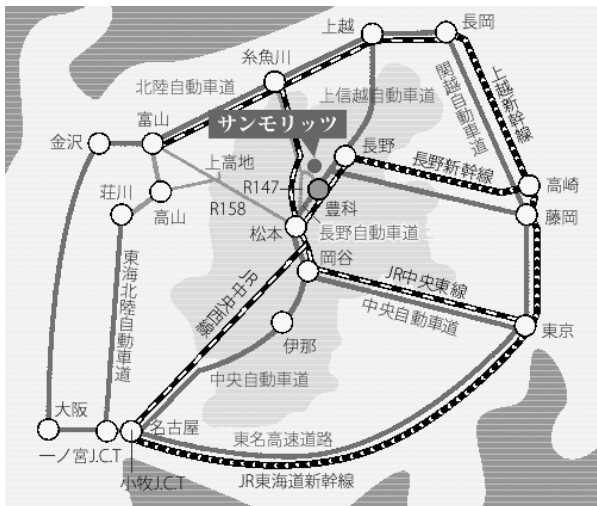 上越
長岡
糸魚川
北陸自動車道
上信越自動車道
関越自動車道
上越新幹線
富山
金沢
サンモリッツ
長野
長野新幹線
上高地
R147
高崎
荘川
高山
R158
豊科
藤岡
松本
長野自動車道
岡谷
東海北陸自動車道
JR中央西線
JR中央東線
中央自動車道
東京
伊那
中央自動車道
大阪
名古屋
東名高速道路
一ノ宮J.C.T
小牧J.C.T
JR東海道新幹線